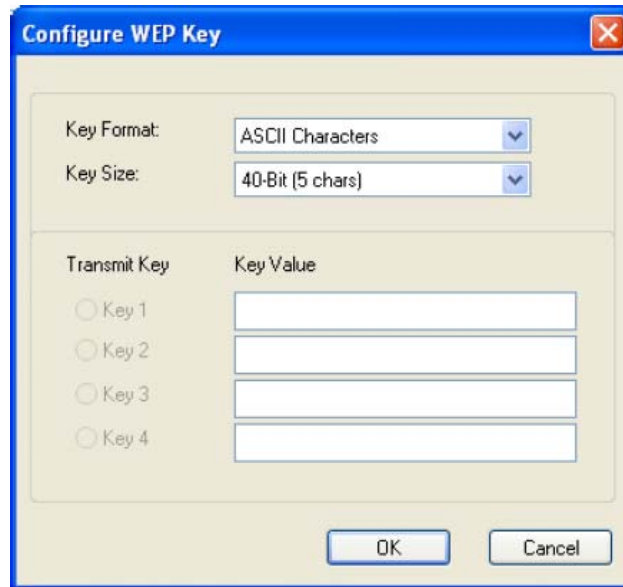 Configure WEP Key
Key Format: ASCII Characters
Key Size: 40-Bit (5 chars)
Transmit Key Key Value
Key 1
Key 2
Key 3
Key 4
OK Cancel